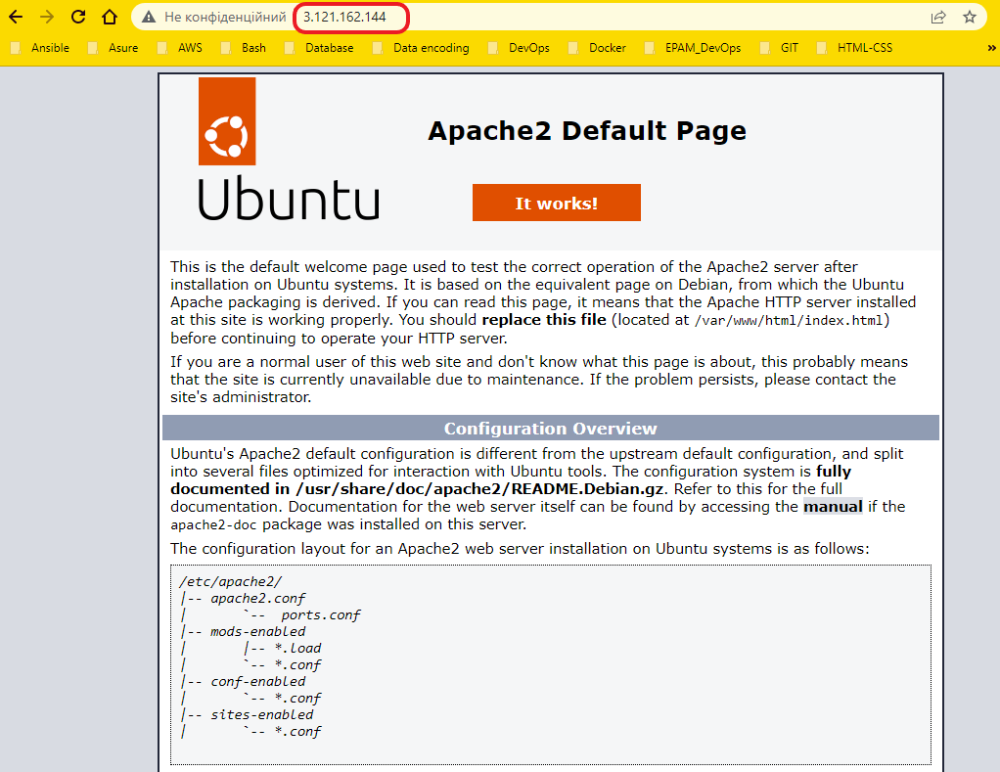 Не конфіденційний 3.121.162.144
Ansible Asure AWS Bash Database Data encoding DevOps Docker EPAM_DevOps GIT HTML-CSS »
Ubuntu
Apache2 Default Page
It works!
This is the default welcome page used to test the correct operation of the Apache2 server after
installation on Ubuntu systems. It is based on the equivalent page on Debian, from which the Ubuntu
Apache packaging is derived. If you can read this page, it means that the Apache HTTP server installed
at this site is working properly. You should replace this file (located at /var/www/html/index.html)
before continuing to operate your HTTP server.
If you are a normal user of this web site and don't know what this page is about, this probably means
that the site is currently unavailable due to maintenance. If the problem persists, please contact the
site's administrator.
Configuration Overview
Ubuntu's Apache2 default configuration is different from the upstream default configuration, and split
into several files optimized for interaction with Ubuntu tools. The configuration system is fully
documented in /usr/share/doc/apache2/README.Debian.gz. Refer to this for the full
documentation. Documentation for the web server itself can be found by accessing the manual if the
apache2-doc package was installed on this server.
The configuration layout for an Apache2 web server installation on Ubuntu systems is as follows:
/etc/apache2/
|-- apache2.conf
|       `--  ports.conf
|-- mods-enabled
|       |-- *.load
|       `-- *.conf
|-- conf-enabled
|       `-- *.conf
|-- sites-enabled
|       `-- *.conf